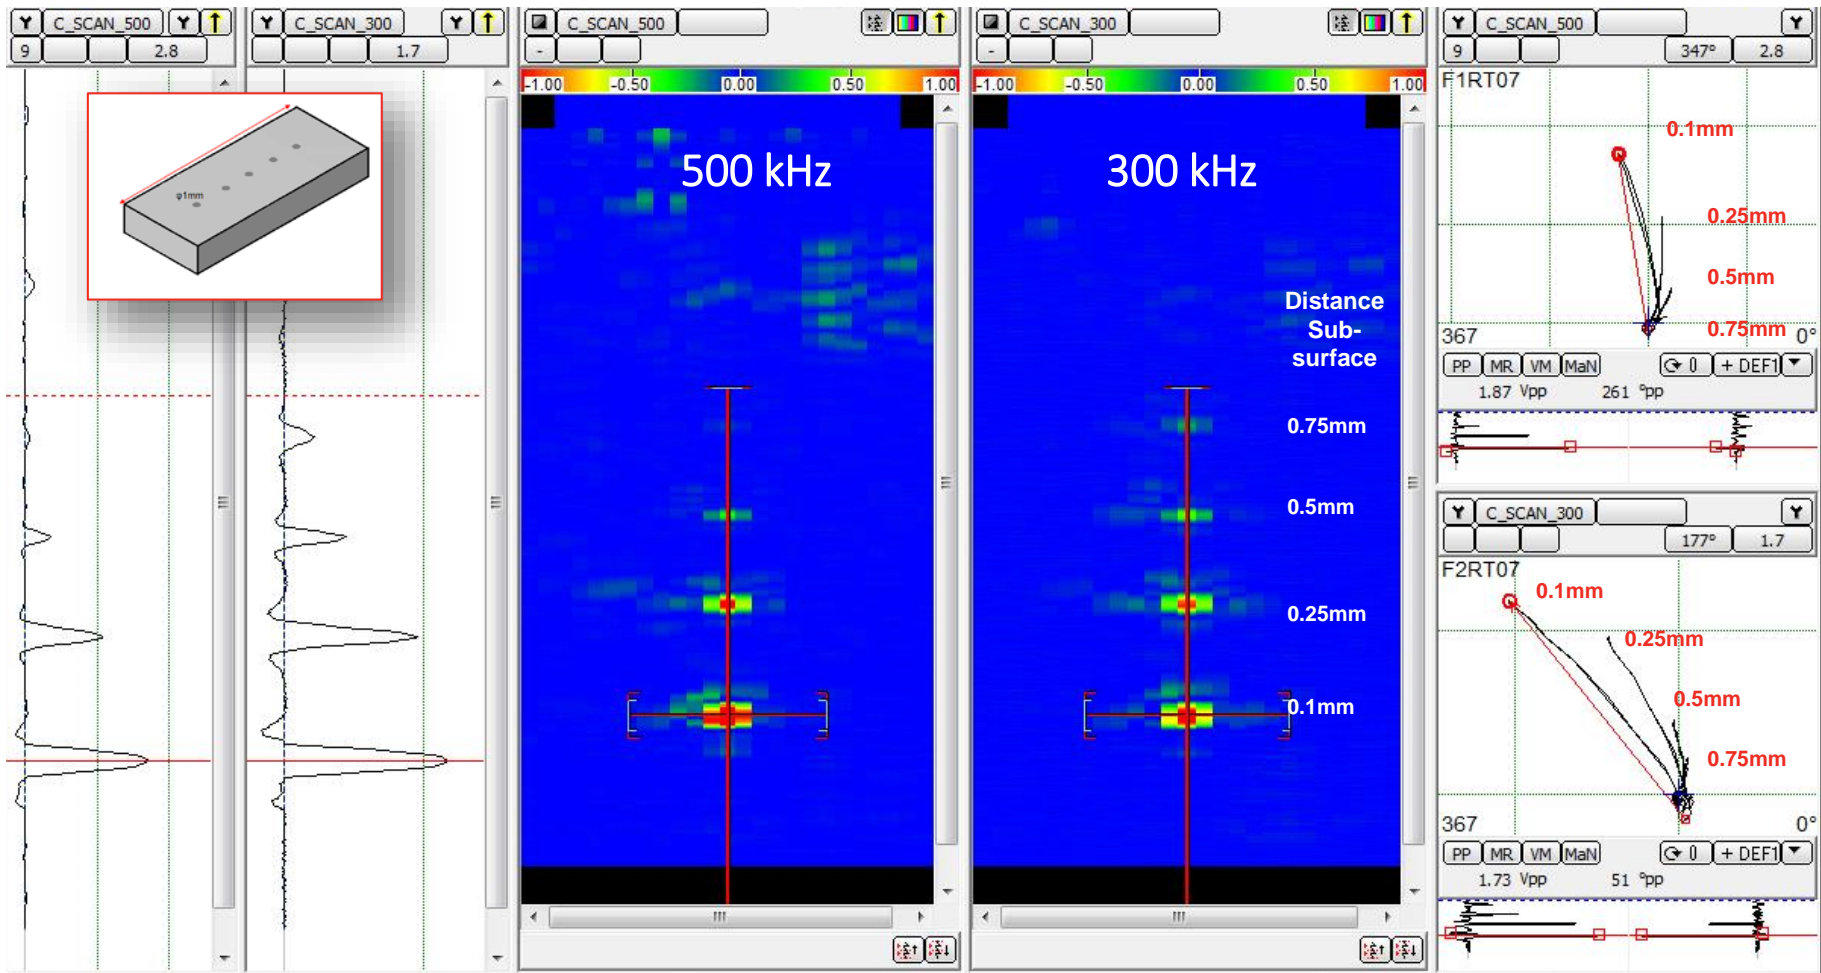 Y C_SCAN_500 Y
9 2.8
Y C_SCAN_300 Y
1.7
φ1mm
C_SCAN_500
-
-1.00 -0.50 0.00 0.50 1.00
500 kHz
C_SCAN_300
-
-1.00 -0.50 0.00 0.50 1.00
300 kHz
Distance
Sub-
surface
0.75mm
0.5mm
0.25mm
0.1mm
Y C_SCAN_500 Y
9 347° 2.8
F1RT07
0.1mm
0.25mm
0.5mm
0.75mm
367 0°
PP MR VM MaN 0 + DEF1
1.87 Vpp 261 °pp
Y C_SCAN_300 Y
177° 1.7
F2RT07
0.1mm
0.25mm
0.5mm
0.75mm
367 0°
PP MR VM MaN 0 + DEF1
1.73 Vpp 51 °pp